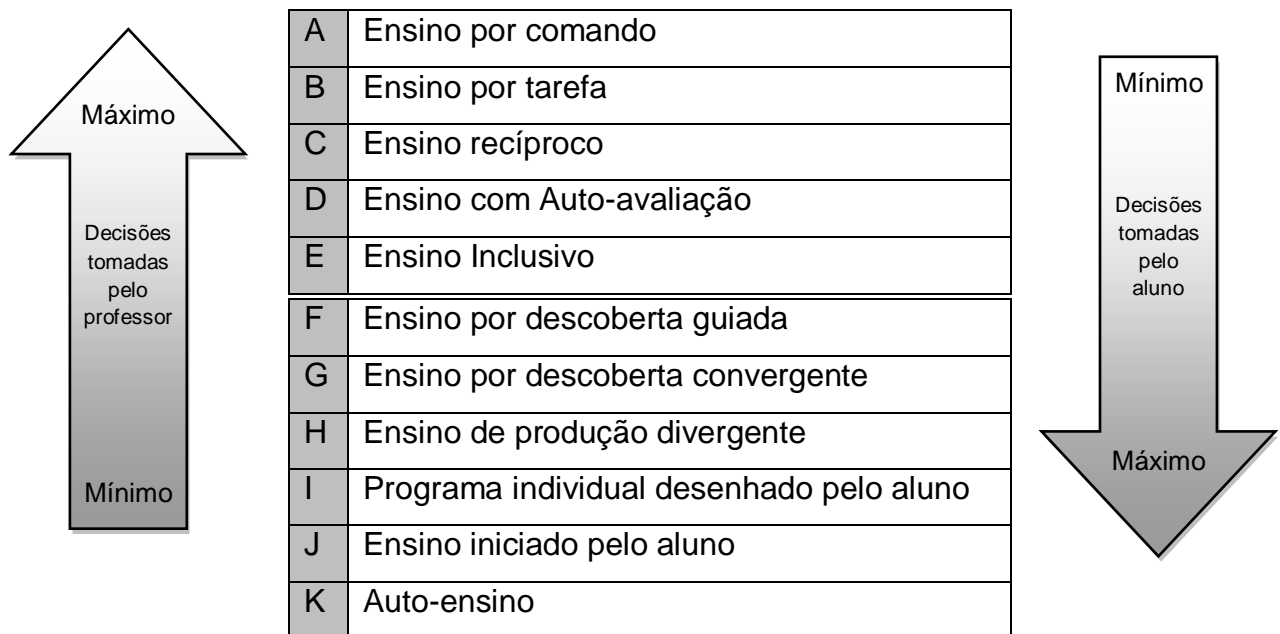 Máximo
Decisões
tomadas
pelo
professor
Mínimo
A Ensino por comando
B Ensino por tarefa
C Ensino recíproco
D Ensino com Auto-avaliação
E Ensino Inclusivo
F Ensino por descoberta guiada
G Ensino por descoberta convergente
H Ensino de produção divergente
I Programa individual desenhado pelo aluno
J Ensino iniciado pelo aluno
K Auto-ensino
Mínimo
Decisões
tomadas
pelo
aluno
Máximo